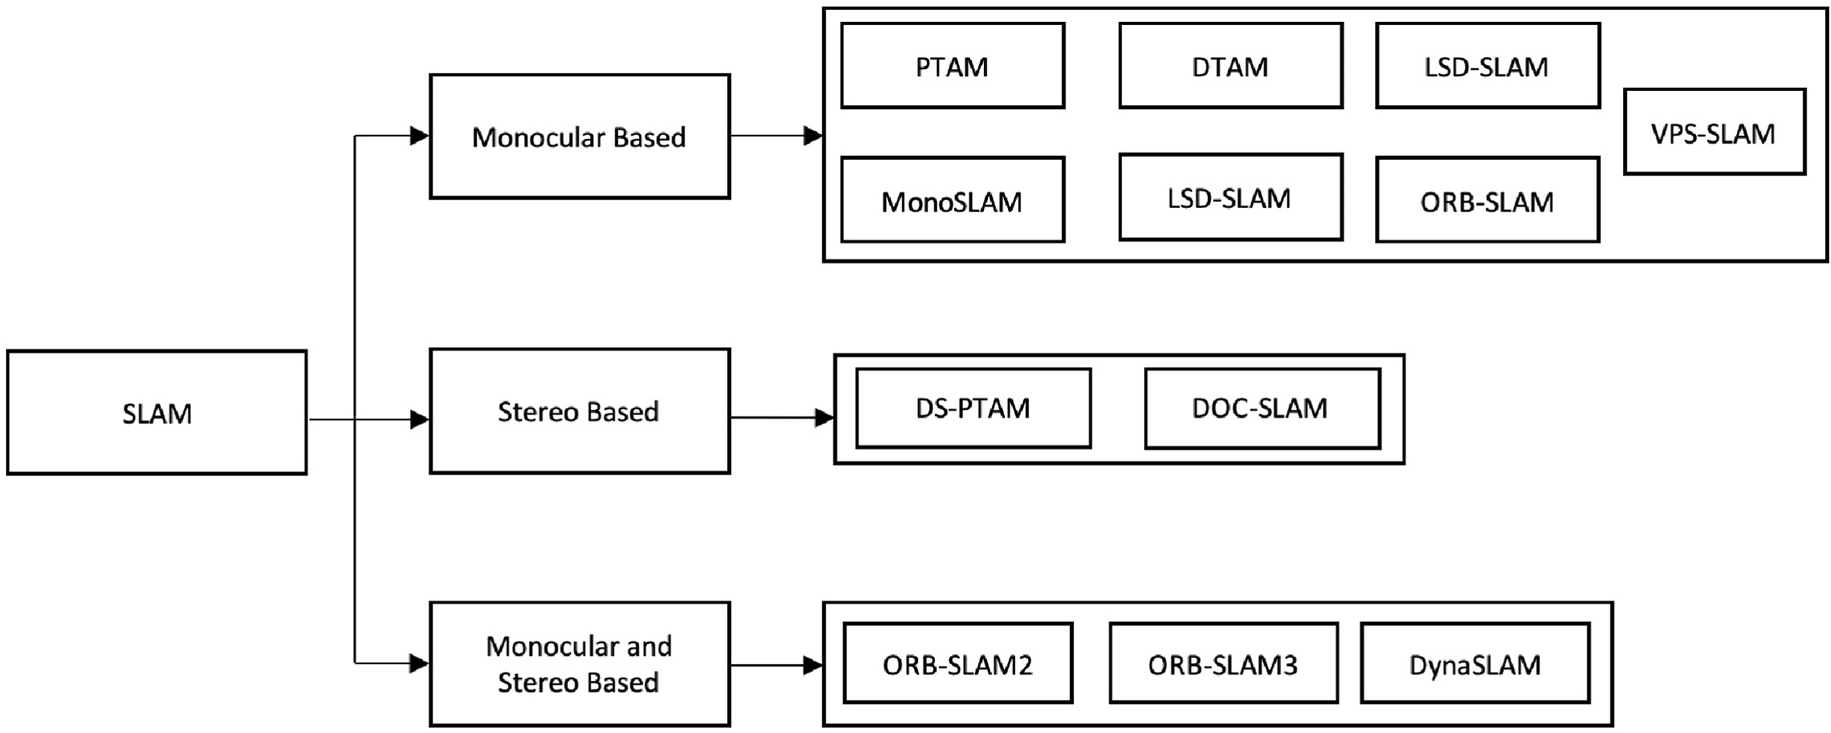 PTAM
DTAM
LSD-SLAM
VPS-SLAM
Monocular Based
MonoSLAM
LSD-SLAM
ORB-SLAM
SLAM
Stereo Based
DS-PTAM
DOC-SLAM
Monocular and
Stereo Based
ORB-SLAM2
ORB-SLAM3
DynaSLAM